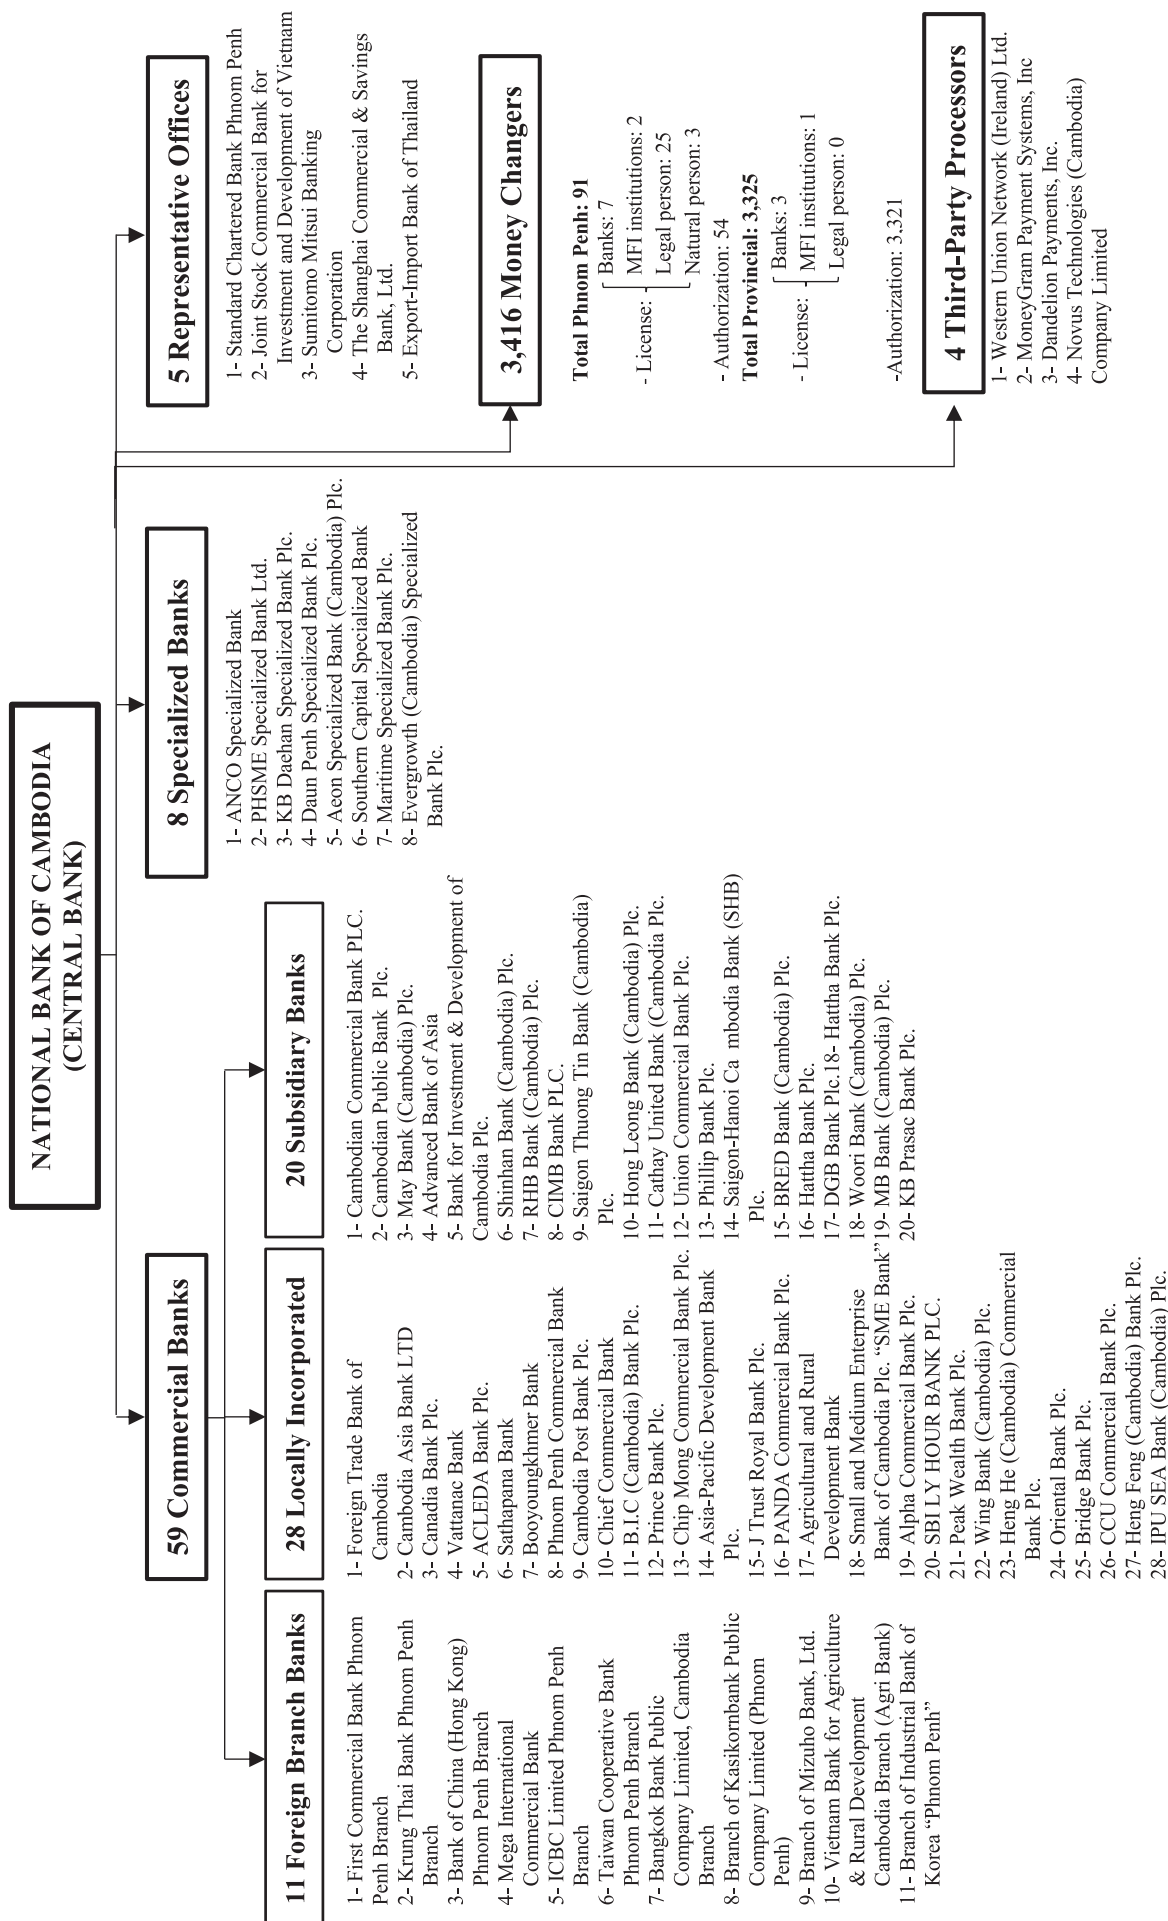 NATIONAL BANK OF CAMBODIA
(CENTRAL BANK)
59 Commercial Banks
11 Foreign Branch Banks
1- First Commercial Bank Phnom
Penh Branch
2- Krung Thai Bank Phnom Penh
Branch
3- Bank of China (Hong Kong)
Phnom Penh Branch
4- Mega International
Commercial Bank
5- ICBC Limited Phnom Penh
Branch
6- Taiwan Cooperative Bank
Phnom Penh Branch
7- Bangkok Bank Public
Company Limited, Cambodia
Branch
8- Branch of Kasikornbank Public
Company Limited (Phnom
Penh)
9- Branch of Mizuho Bank, Ltd.
10- Vietnam Bank for Agriculture
& Rural Development
Cambodia Branch (Agri Bank)
11- Branch of Industrial Bank of
Korea “Phnom Penh”
28 Locally Incorporated
1- Foreign Trade Bank of
Cambodia
2- Cambodia Asia Bank LTD
3- Canadia Bank Plc.
4- Vattanac Bank
5- ACLEDA Bank Plc.
6- Sathapana Bank
7- Booyoungkhmer Bank
8- Phnom Penh Commercial Bank
9- Cambodia Post Bank Plc.
10- Chief Commercial Bank
11- B.I.C (Cambodia) Bank Plc.
12- Prince Bank Plc.
13- Chip Mong Commercial Bank Plc.
14- Asia-Pacific Development Bank
Plc.
15- J Trust Royal Bank Plc.
16- PANDA Commercial Bank Plc.
17- Agricultural and Rural
Development Bank
18- Small and Medium Enterprise
Bank of Cambodia Plc. “SME Bank”
19- Alpha Commercial Bank Plc.
20- SBI LY HOUR BANK PLC.
21- Peak Wealth Bank Plc.
22- Wing Bank (Cambodia) Plc.
23- Heng He (Cambodia) Commercial
Bank Plc.
24- Oriental Bank Plc.
25- Bridge Bank Plc.
26- CCU Commercial Bank Plc.
27- Heng Feng (Cambodia) Bank Plc.
28- IPU SEA Bank (Cambodia) Plc.
20 Subsidiary Banks
1- Cambodian Commercial Bank PLC.
2- Cambodian Public Bank Plc.
3- May Bank (Cambodia) Plc.
4- Advanced Bank of Asia
5- Bank for Investment & Development of
Cambodia Plc.
6- Shinhan Bank (Cambodia) Plc.
7- RHB Bank (Cambodia) Plc.
8- CIMB Bank PLC.
9- Saigon Thuong Tin Bank (Cambodia)
Plc.
10- Hong Leong Bank (Cambodia) Plc.
11- Cathay United Bank (Cambodia Plc.
12- Union Commercial Bank Plc.
13- Phillip Bank Plc.
14- Saigon-Hanoi Ca mbodia Bank (SHB)
Plc.
15- BRED Bank (Cambodia) Plc.
16- Hattha Bank Plc.
17- DGB Bank Plc.18- Hattha Bank Plc.
18- Woori Bank (Cambodia) Plc.
19- MB Bank (Cambodia) Plc.
20- KB Prasac Bank Plc.
8 Specialized Banks
1- ANCO Specialized Bank
2- PHSME Specialized Bank Ltd.
3- KB Daehan Specialized Bank Plc.
4- Daun Penh Specialized Bank Plc.
5- Aeon Specialized Bank (Cambodia) Plc.
6- Southern Capital Specialized Bank
7- Maritime Specialized Bank Plc.
8- Evergrowth (Cambodia) Specialized
Bank Plc.
5 Representative Offices
1- Standard Chartered Bank Phnom Penh
2- Joint Stock Commercial Bank for
Investment and Development of Vietnam
3- Sumitomo Mitsui Banking
Corporation
4- The Shanghai Commercial & Savings
Bank, Ltd.
5- Export-Import Bank of Thailand
3,416 Money Changers
Total Phnom Penh: 91
Banks: 7
- License: - MFI institutions: 2
Legal person: 25
Natural person: 3
- Authorization: 54
Total Provincial: 3,325
Banks: 3
- License: - MFI institutions: 1
Legal person: 0
-Authorization: 3,321
4 Third-Party Processors
1- Western Union Network (Ireland) Ltd.
2- MoneyGram Payment Systems, Inc
3- Dandelion Payments, Inc.
4- Novus Technologies (Cambodia)
Company Limited